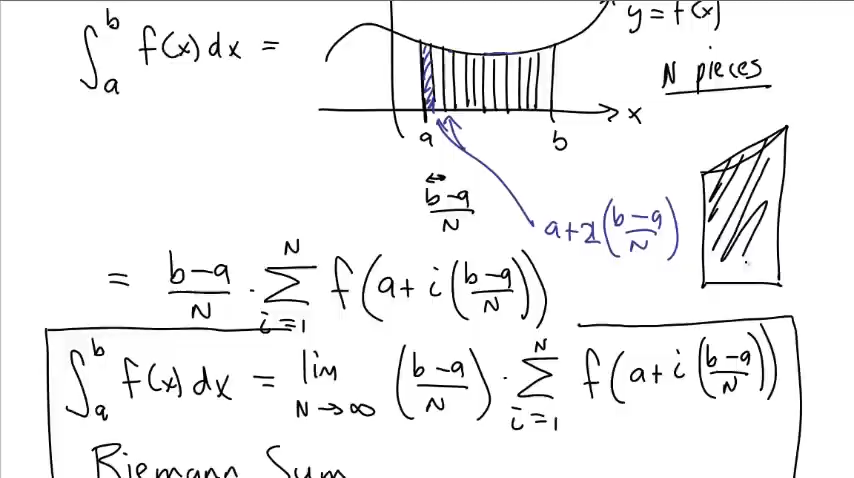 ∫_a^b f(x) dx =
y = f(x)
N pieces
x
a
b
(b-a)/N
a+2((b-a)/N)
= (b-a)/N · ∑_{i=1}^{N} f(a+i((b-a)/N))
∫_a^b f(x) dx = lim_{N→∞} ((b-a)/N) · ∑_{i=1}^{N} f(a+i((b-a)/N))
Riemann Sum